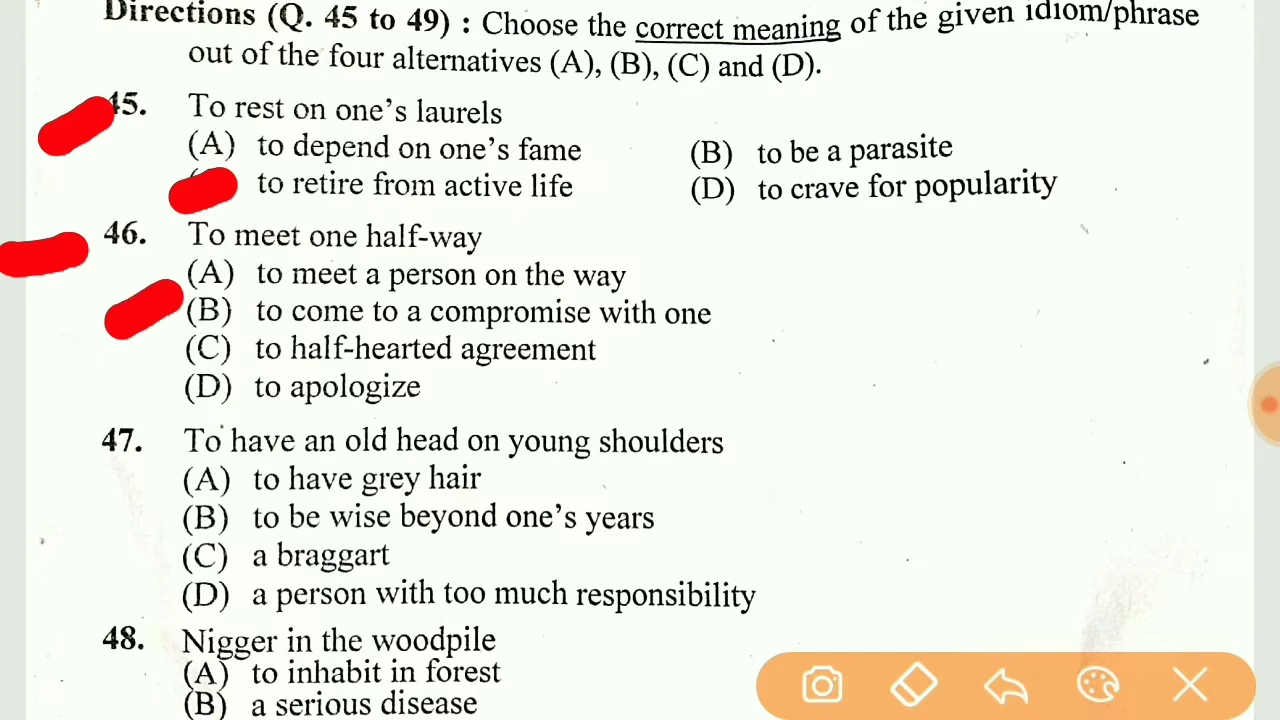 Directions (Q. 45 to 49) : Choose the correct meaning of the given idiom/phrase
out of the four alternatives (A), (B), (C) and (D).
45. To rest on one's laurels
(A) to depend on one's fame (B) to be a parasite
to retire from active life (D) to crave for popularity
46. To meet one half-way
(A) to meet a person on the way
(B) to come to a compromise with one
(C) to half-hearted agreement
(D) to apologize
47. To have an old head on young shoulders
(A) to have grey hair
(B) to be wise beyond one's years
(C) a braggart
(D) a person with too much responsibility
48. Nigger in the woodpile
(A) to inhabit in forest
(B) a serious disease